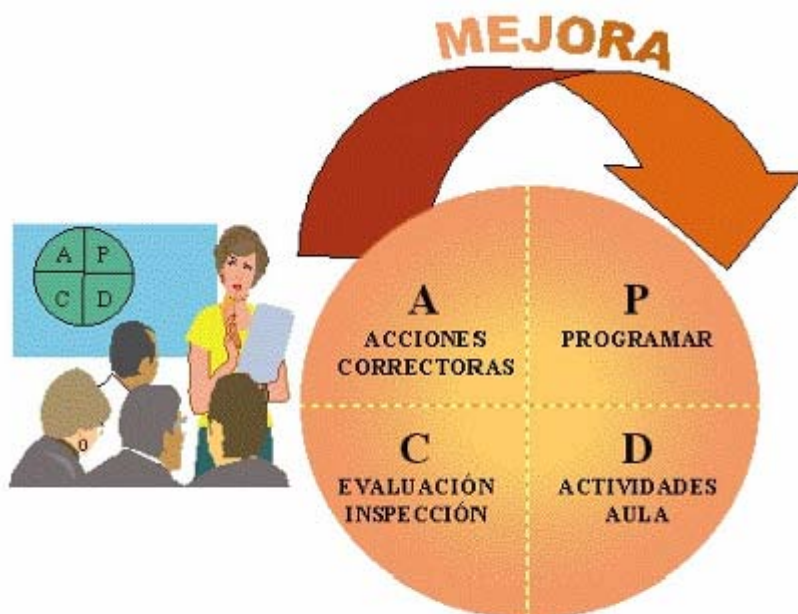 MEJORA
A P
C D
A
ACCIONES
CORRECTORAS
P
PROGRAMAR
C
EVALUACIÓN
INSPECCIÓN
D
ACTIVIDADES
AULA